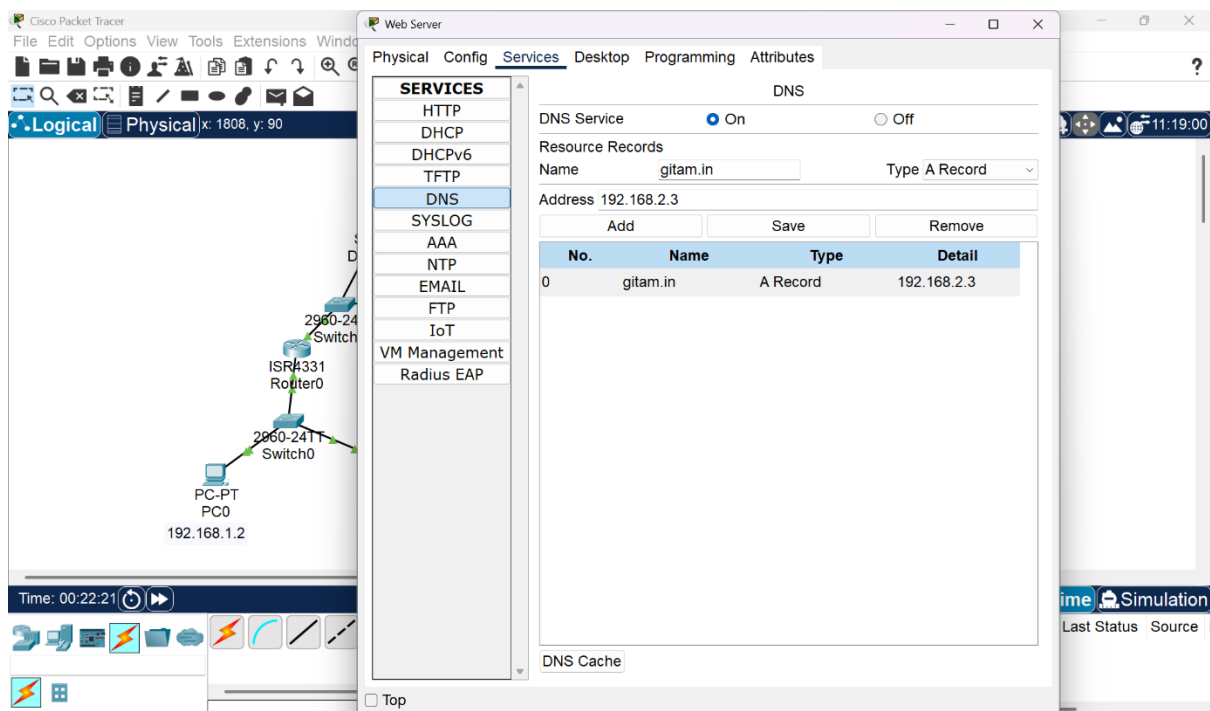 Cisco Packet Tracer
File Edit Options View Tools Extensions Windo
Logical Physical x: 1808, y: 90
2960-24
Switch
ISR4331
Router0
2960-24TT
Switch0
PC-PT
PC0
192.168.1.2
Time: 00:22:21
Web Server
Physical Config Services Desktop Programming Attributes
SERVICES
HTTP
DHCP
DHCPv6
TFTP
DNS
SYSLOG
AAA
NTP
EMAIL
FTP
IoT
VM Management
Radius EAP
DNS
DNS Service On Off
Resource Records
Name gitam.in Type A Record
Address 192.168.2.3
Add Save Remove
No. Name Type Detail
0 gitam.in A Record 192.168.2.3
DNS Cache
Top
?
11:19:00
ime Simulation
Last Status Source